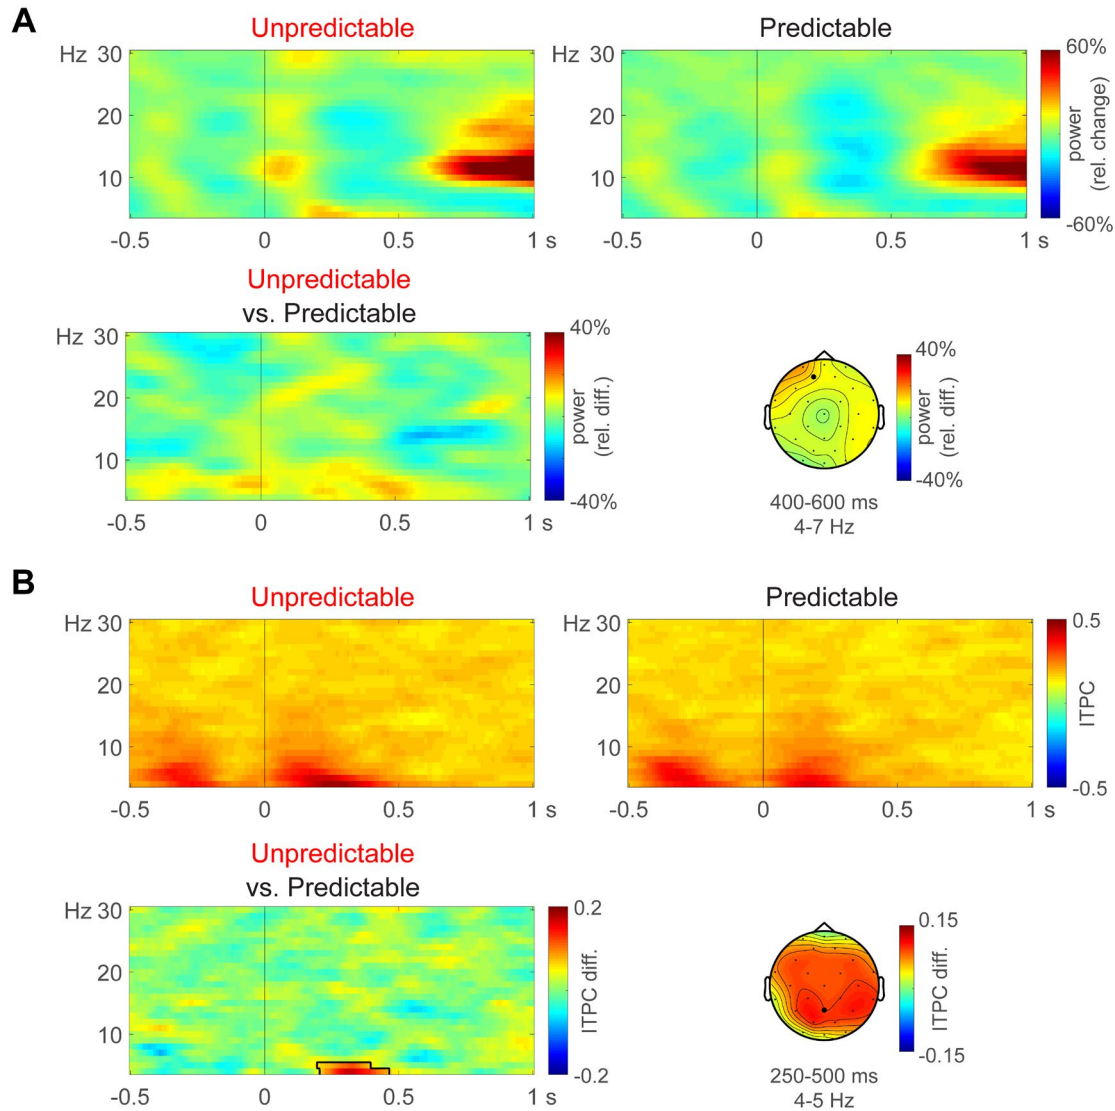 A
Unpredictable
Predictable
Hz 30
20
10
-0.5 0 0.5 1 s
Hz 30
20
10
-0.5 0 0.5 1 s
60%
power
(rel. change)
-60%
Unpredictable
vs. Predictable
Hz 30
20
10
-0.5 0 0.5 1 s
40%
power
(rel. diff.)
-40%
40%
power
(rel. diff.)
-40%
400-600 ms
4-7 Hz
B
Unpredictable
Predictable
Hz 30
20
10
-0.5 0 0.5 1 s
Hz 30
20
10
-0.5 0 0.5 1 s
0.5
ITPC
-0.5
Unpredictable
vs. Predictable
Hz 30
20
10
-0.5 0 0.5 1 s
0.2
ITPC diff.
-0.2
0.15
ITPC diff.
-0.15
250-500 ms
4-5 Hz